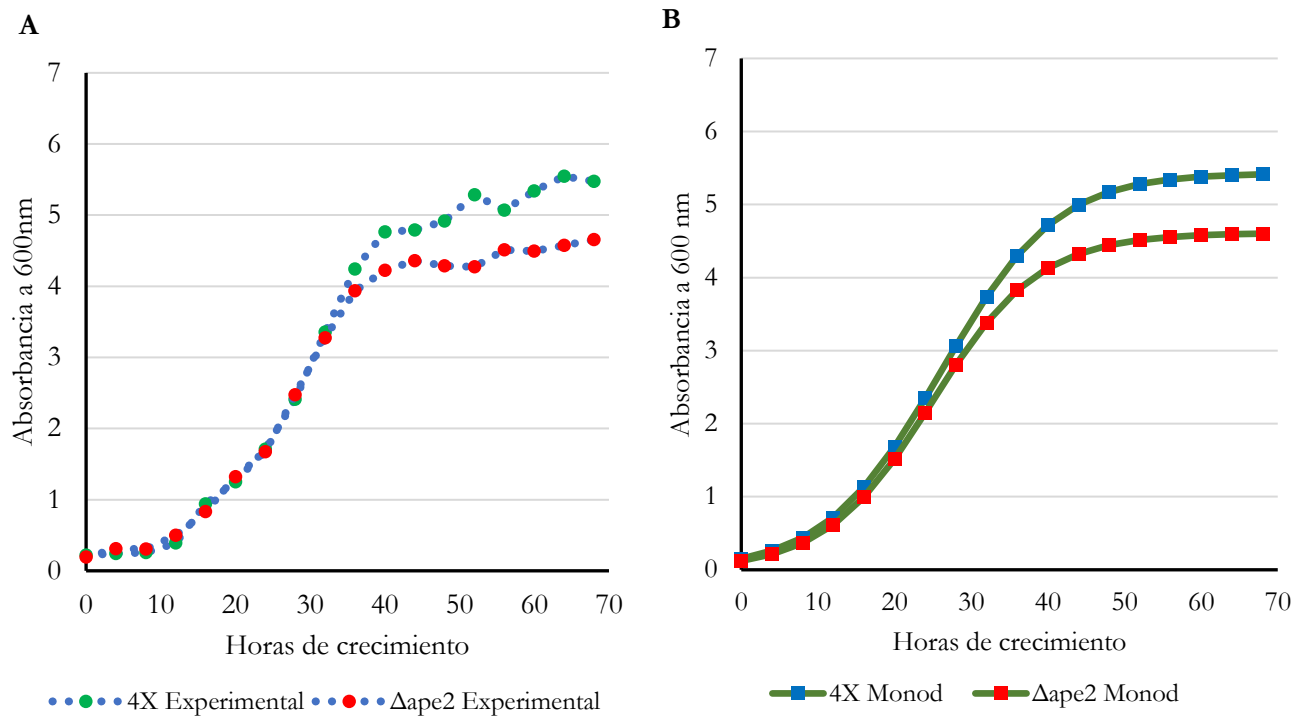 A
7
6
5
4
3
2
1
0
Absorbancia a 600nm
0 10 20 30 40 50 60 70
Horas de crecimiento
4X Experimental Δape2 Experimental
B
7
6
5
4
3
2
1
0
Absorbancia a 600 nm
0 10 20 30 40 50 60 70
Horas de crecimiento
4X Monod Δape2 Monod